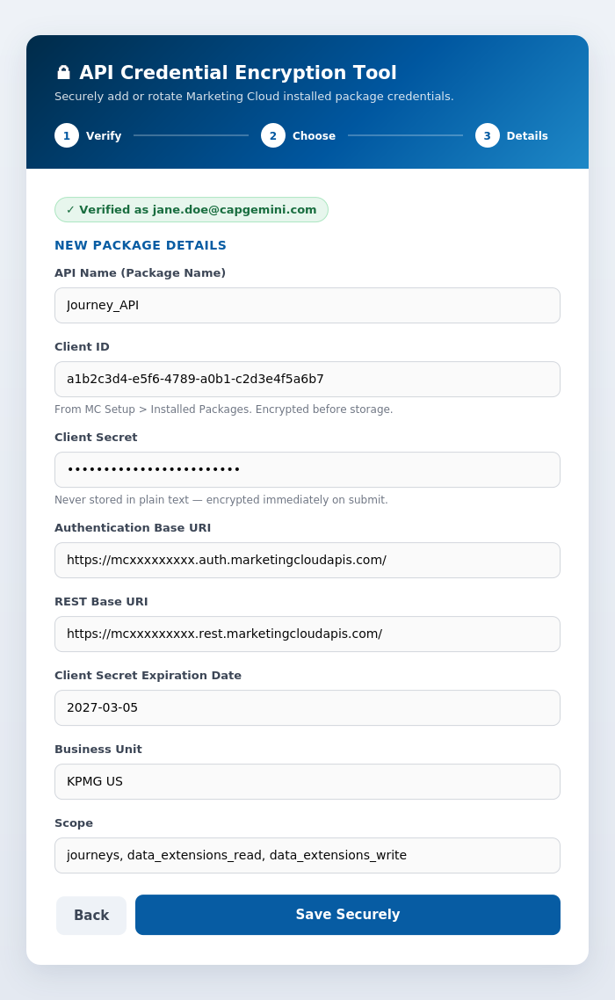 🔒 API Credential Encryption Tool
Securely add or rotate Marketing Cloud installed package credentials.
1 Verify 2 Choose 3 Details
✓ Verified as jane.doe@capgemini.com
NEW PACKAGE DETAILS
API Name (Package Name)
Journey_API
Client ID
a1b2c3d4-e5f6-4789-a0b1-c2d3e4f5a6b7
From MC Setup > Installed Packages. Encrypted before storage.
Client Secret
••••••••••••••••••••••••
Never stored in plain text — encrypted immediately on submit.
Authentication Base URI
https://mcxxxxxxxxx.auth.marketingcloudapis.com/
REST Base URI
https://mcxxxxxxxxx.rest.marketingcloudapis.com/
Client Secret Expiration Date
2027-03-05
Business Unit
KPMG US
Scope
journeys, data_extensions_read, data_extensions_write
Back Save Securely